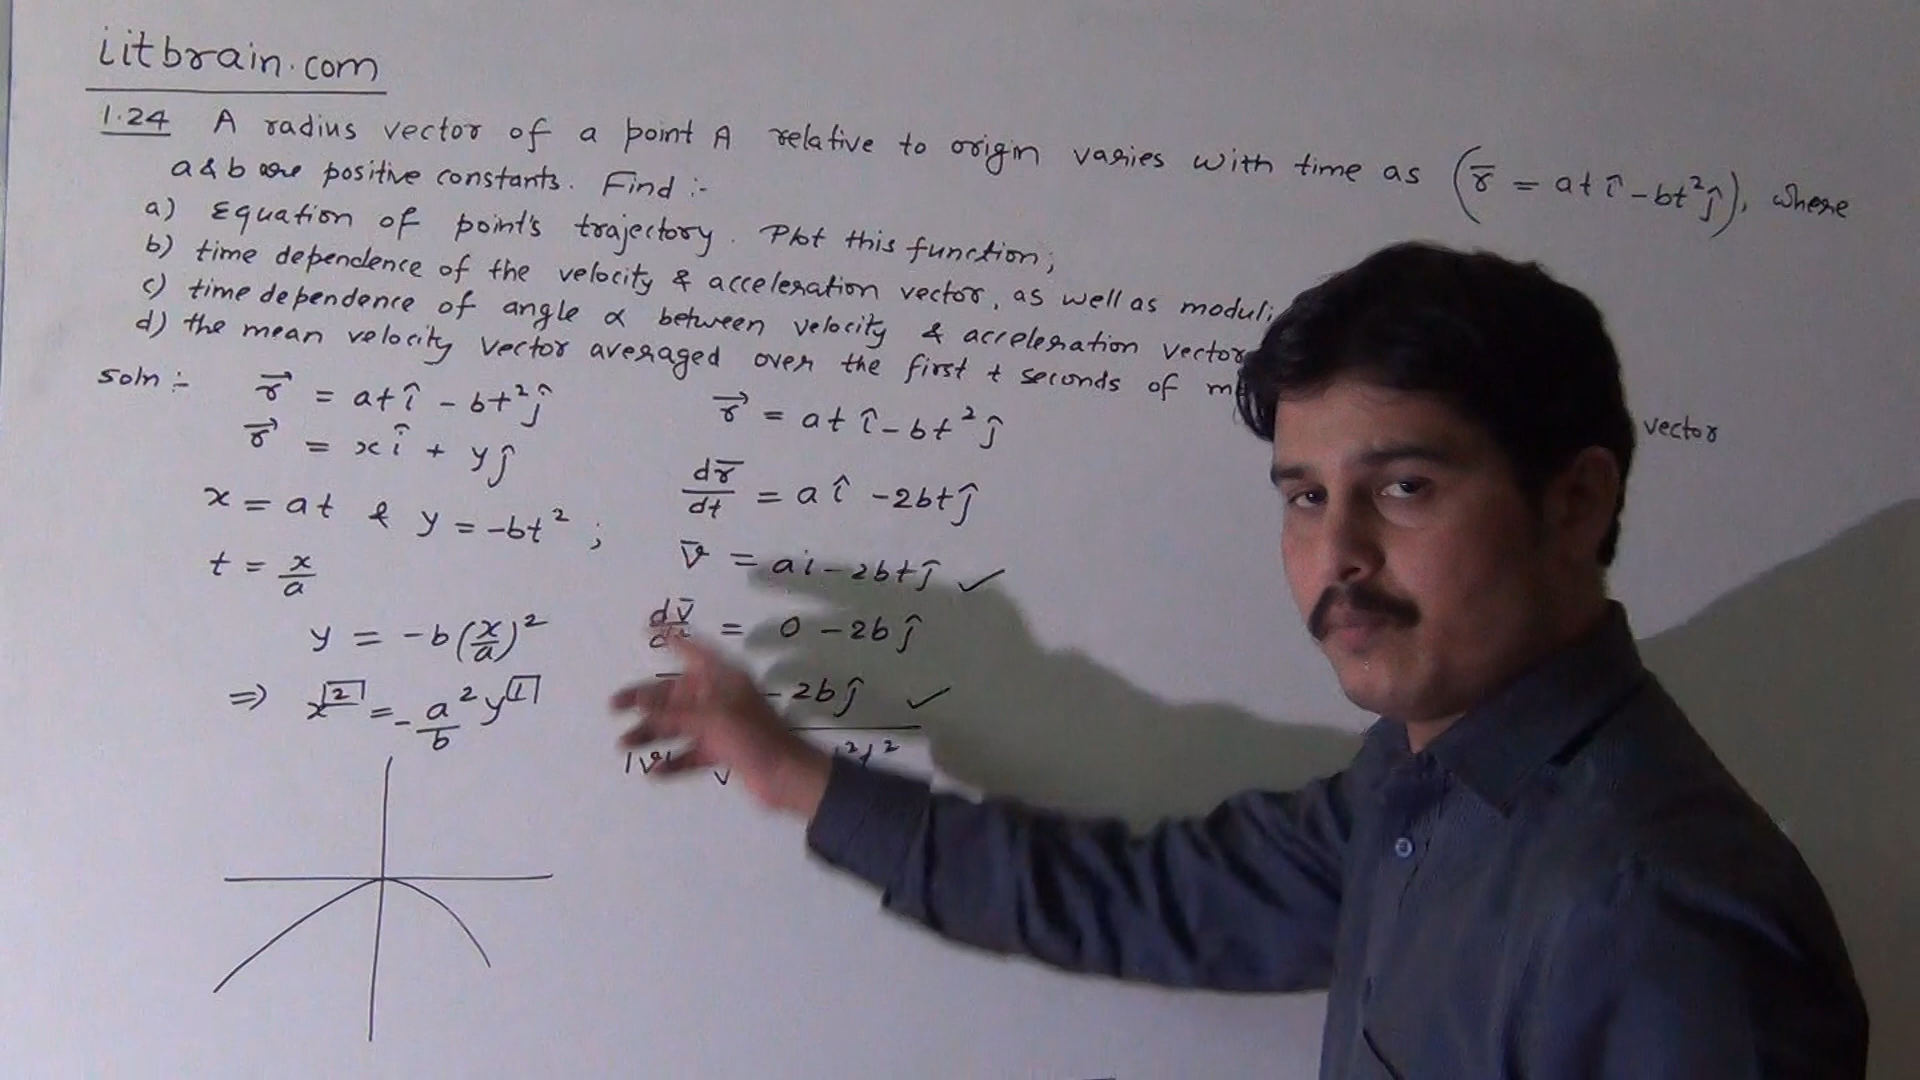 iitbrain.com
1.24 A radius vector of a point A relative to origin varies with time as (r̄ = at î - bt² ĵ), where
a & b are positive constants. Find :-
a) Equation of point's trajectory. Plot this function;
b) time dependence of the velocity & acceleration vector, as well as moduli
c) time dependence of angle α between velocity & acceleration vector
d) the mean velocity vector averaged over the first t seconds of
vector
soln :- r⃗ = at î - bt² ĵ
r⃗ = x î + y ĵ
x = at & y = -bt² ;
t = x/a
y = -b(x/a)²
⇒ x² = -a²/b y¹
r⃗ = at î - bt² ĵ
dr̄/dt = a î - 2bt ĵ
v̄ = ai - 2bt ĵ ✓
dv̄/dt = 0 - 2b ĵ
- 2b ĵ ✓
|v|